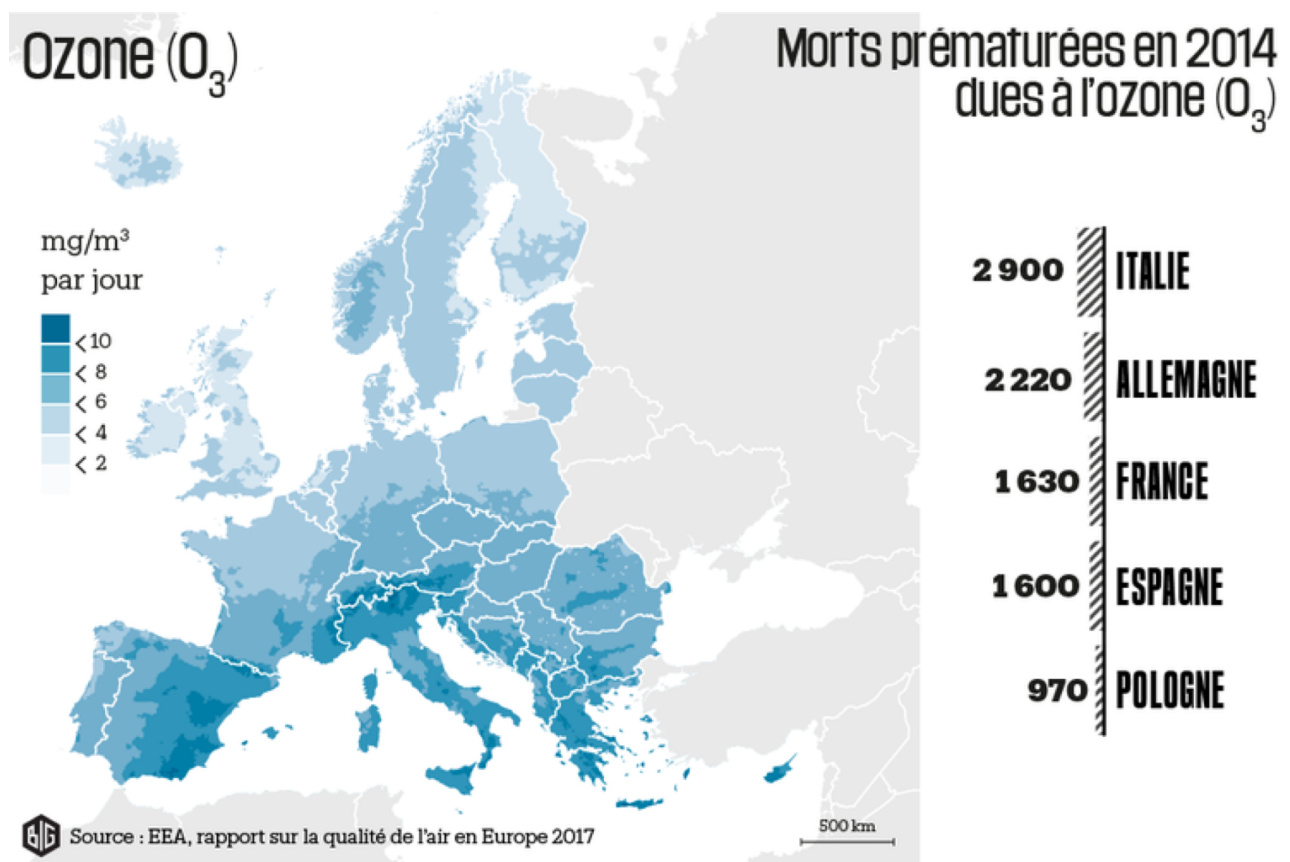 Ozone (O₃)
Morts prématurées en 2014
dues à l'ozone (O₃)
mg/m³
par jour
< 10
< 8
< 6
< 4
< 2
2 900 ITALIE
2 220 ALLEMAGNE
1 630 FRANCE
1 600 ESPAGNE
970 POLOGNE
500 km
BIG Source : EEA, rapport sur la qualité de l'air en Europe 2017